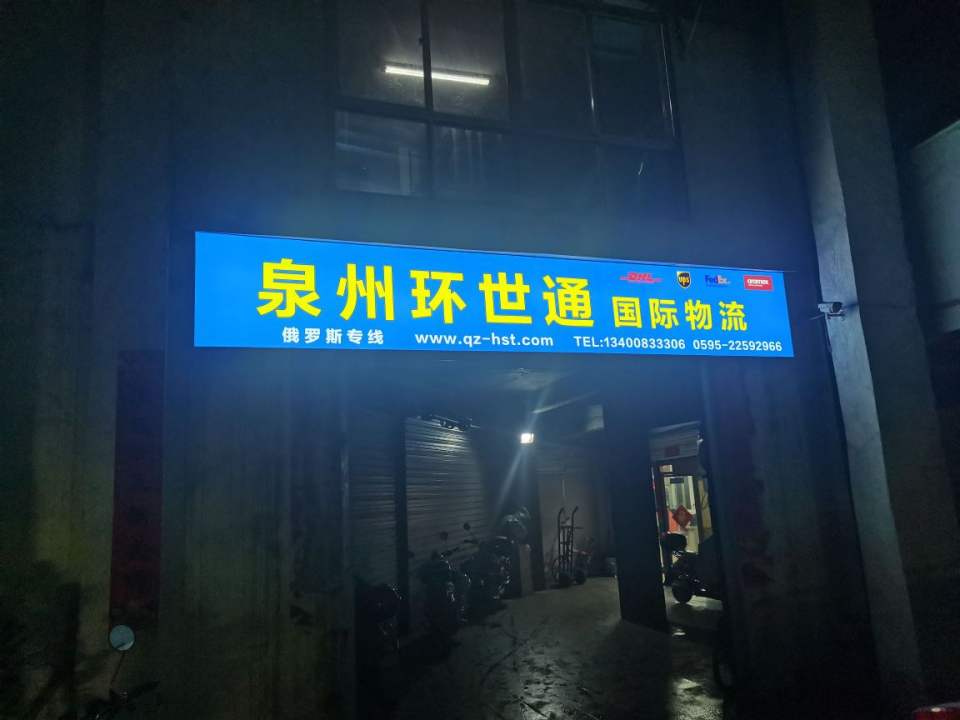 泉州环世通 国际物流
DHL UPS FedEx aramex
俄罗斯专线 www.qz-hst.com TEL:13400833306 0595-22592966